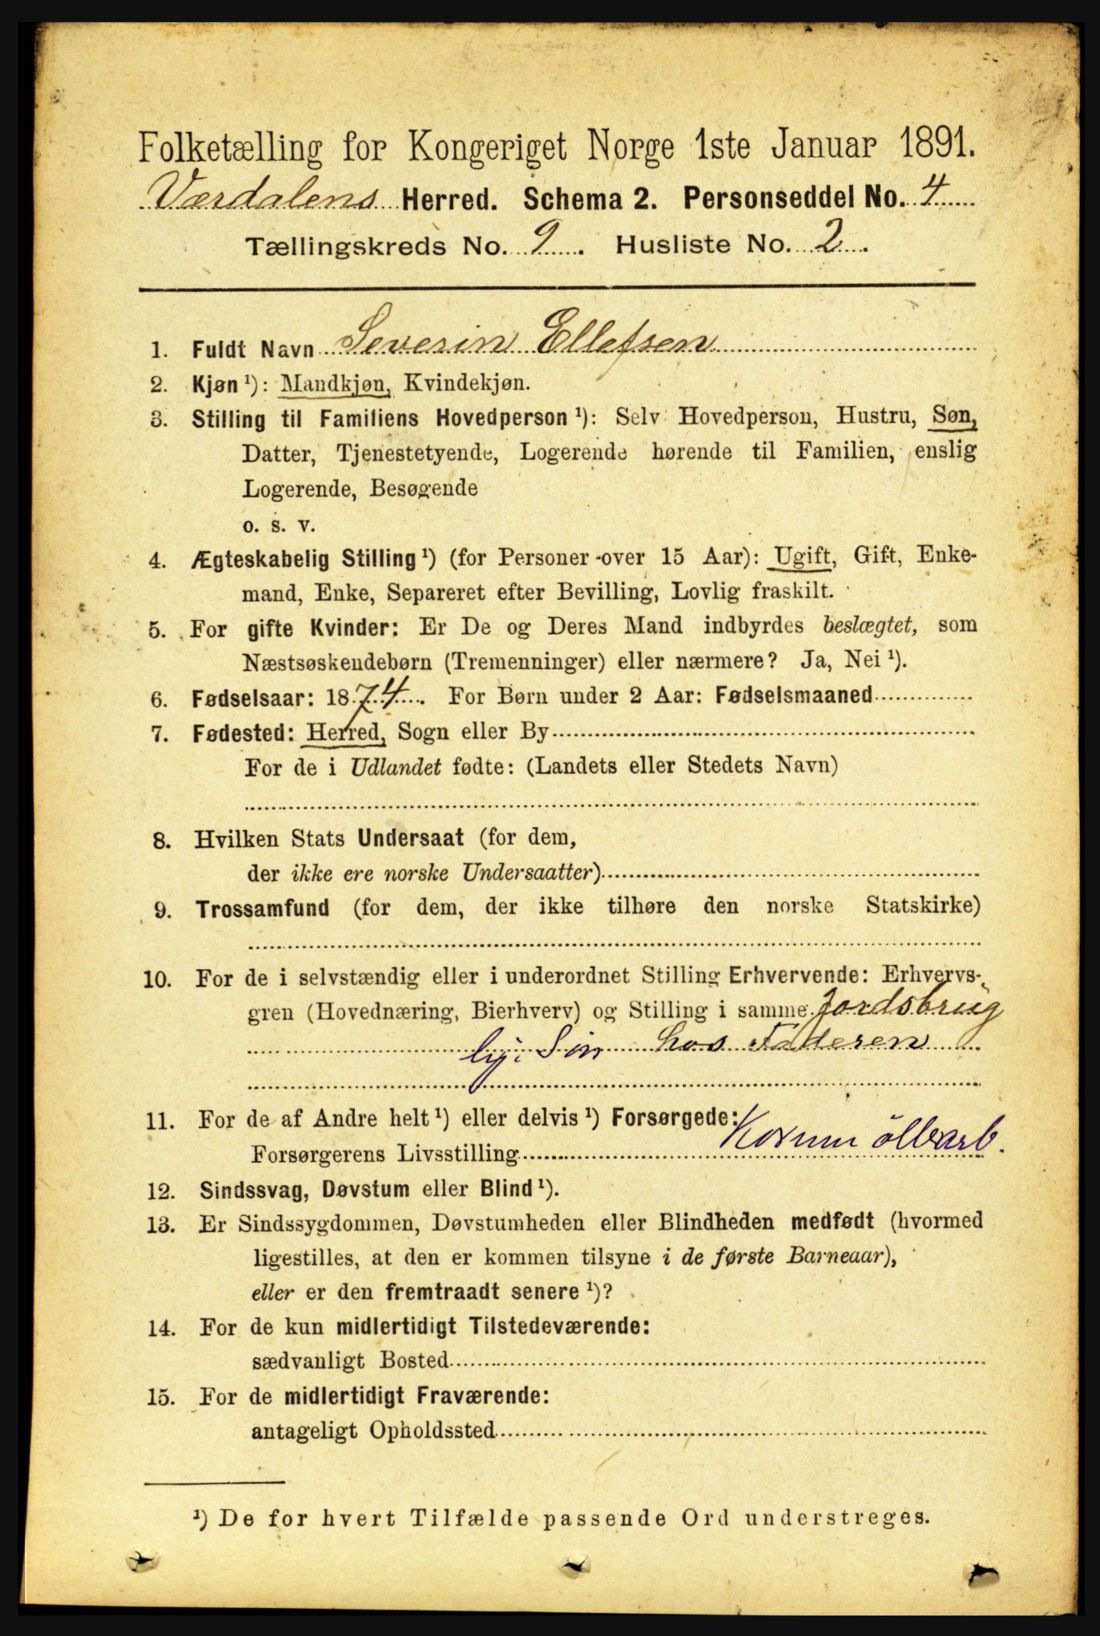 Folketælling for Kongeriget Norge 1ste Januar 1891.
Værdalens Herred. Schema 2. Personseddel No. 4
Tællingskreds No. 9. Husliste No. 2.
1. Fuldt Navn Severin Ellefsen
2. Kjøn ¹): Mandkjøn, Kvindekjøn.
3. Stilling til Familiens Hovedperson ¹): Selv Hovedperson, Hustru, Søn,
Datter, Tjenestetyende, Logerende hørende til Familien, enslig
Logerende, Besøgende
o. s. v.
4. Ægteskabelig Stilling ¹) (for Personer over 15 Aar): Ugift, Gift, Enke-
mand, Enke, Separeret efter Bevilling, Lovlig fraskilt.
5. For gifte Kvinder: Er De og Deres Mand indbyrdes beslægtet, som
Næstsøskendebørn (Tremenninger) eller nærmere? Ja, Nei ¹).
6. Fødselsaar: 1874. For Børn under 2 Aar: Fødselsmaaned
7. Fødested: Herred, Sogn eller By
For de i Udlandet fødte: (Landets eller Stedets Navn)
8. Hvilken Stats Undersaat (for dem,
der ikke ere norske Undersaatter)
9. Trossamfund (for dem, der ikke tilhøre den norske Statskirke)
10. For de i selvstændig eller i underordnet Stilling Erhvervende: Erhvervs-
gren (Hovednæring, Bierhverv) og Stilling i samme Jordsbrug
Søn hos Faderen
11. For de af Andre helt ¹) eller delvis ¹) Forsørgede:
Forsørgerens Livsstilling
12. Sindssvag, Døvstum eller Blind ¹).
13. Er Sindssygdommen, Døvstumheden eller Blindheden medfødt (hvormed
ligestilles, at den er kommen tilsyne i de første Barneaar),
eller er den fremtraadt senere ¹)?
14. For de kun midlertidigt Tilstedeværende:
sædvanligt Bosted
15. For de midlertidigt Fraværende:
antageligt Opholdssted
¹) De for hvert Tilfælde passende Ord understreges.